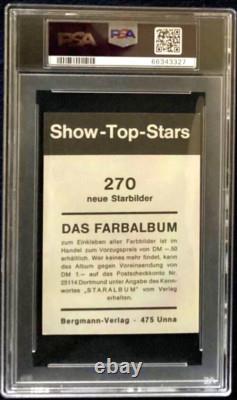 PSA PSA
66343327
Show-Top-Stars
270
neue Starbilder
DAS FARBALBUM
zum Einkleben aller Farbbilder ist im
Handel zum Vorzugspreis von DM -.50
erhältlich. Wer keines mehr findet, kann
das Album gegen Voreinsendung von
DM 1.— auf das Postscheckkonto Nr.
25114 Dortmund unter Angabe des Kenn-
wortes „STARALBUM" vom Verlag
erhalten.
Bergmann-Verlag - 475 Unna